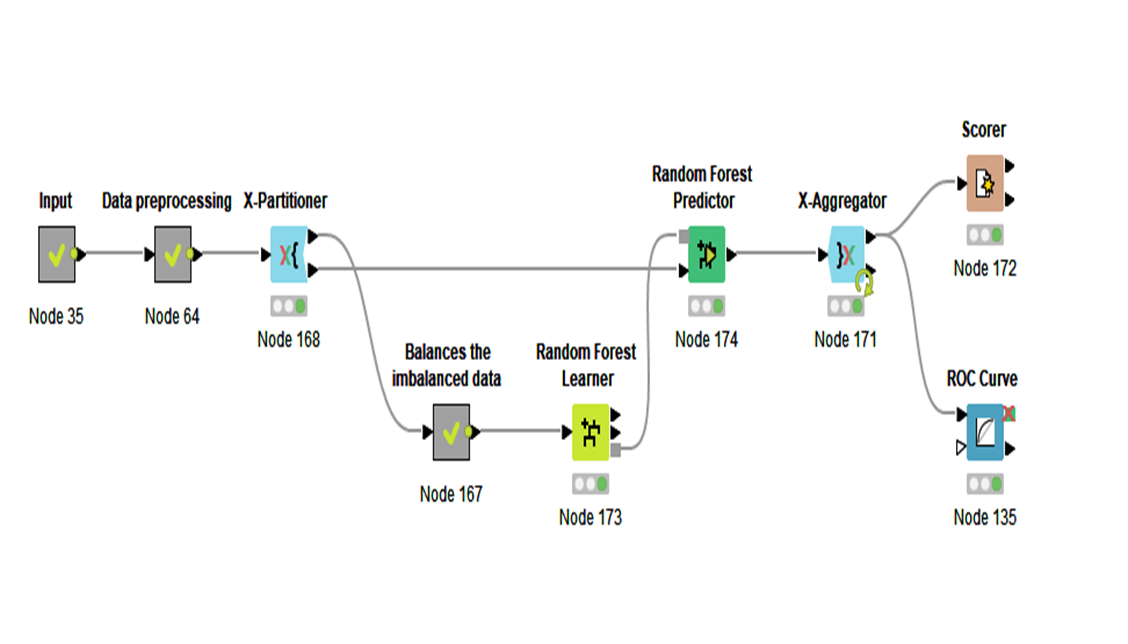 Input
Data preprocessing
X-Partitioner
Node 35
Node 64
Node 168
Balances the
imbalanced data
Node 167
Random Forest
Learner
Node 173
Random Forest
Predictor
Node 174
X-Aggregator
Node 171
Scorer
Node 172
ROC Curve
Node 135